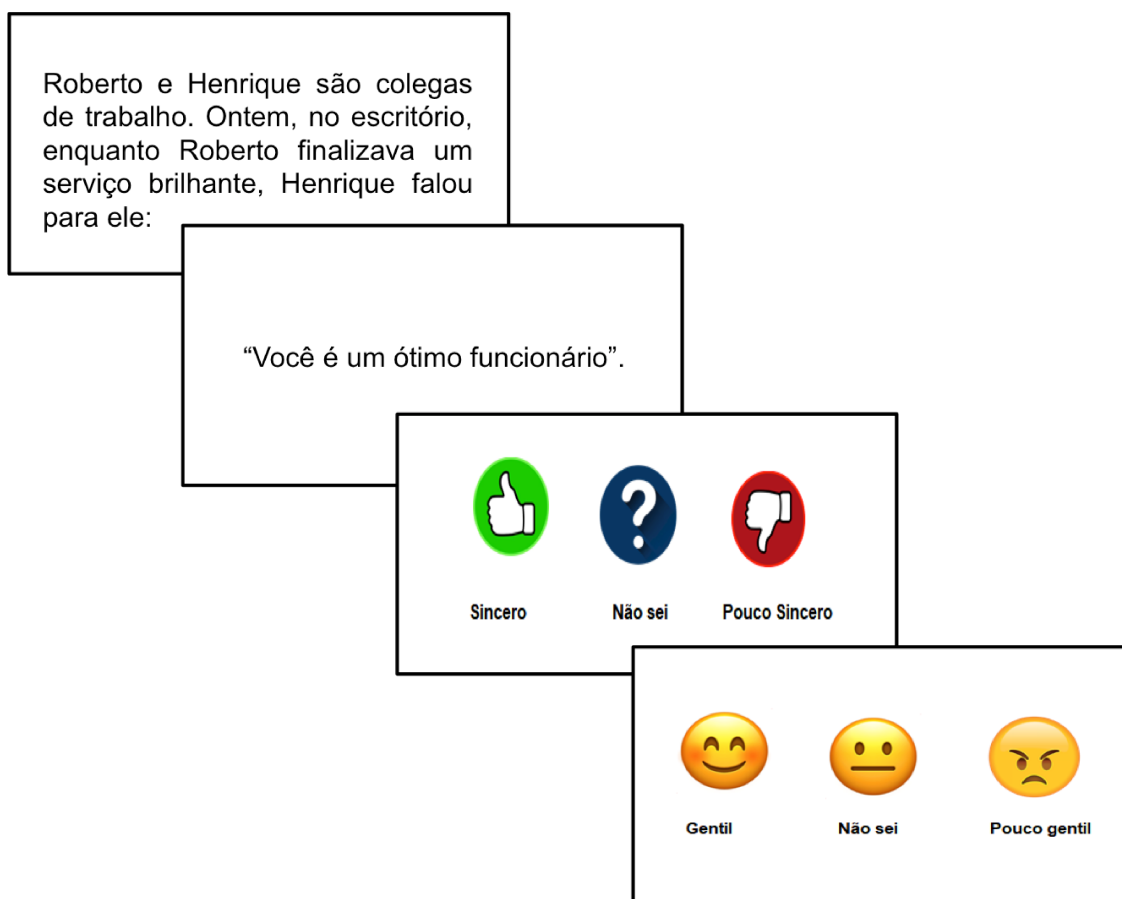 Roberto e Henrique são colegas
de trabalho. Ontem, no escritório,
enquanto Roberto finalizava um
serviço brilhante, Henrique falou
para ele:
“Você é um ótimo funcionário”.
Sincero Não sei Pouco Sincero
Gentil Não sei Pouco gentil